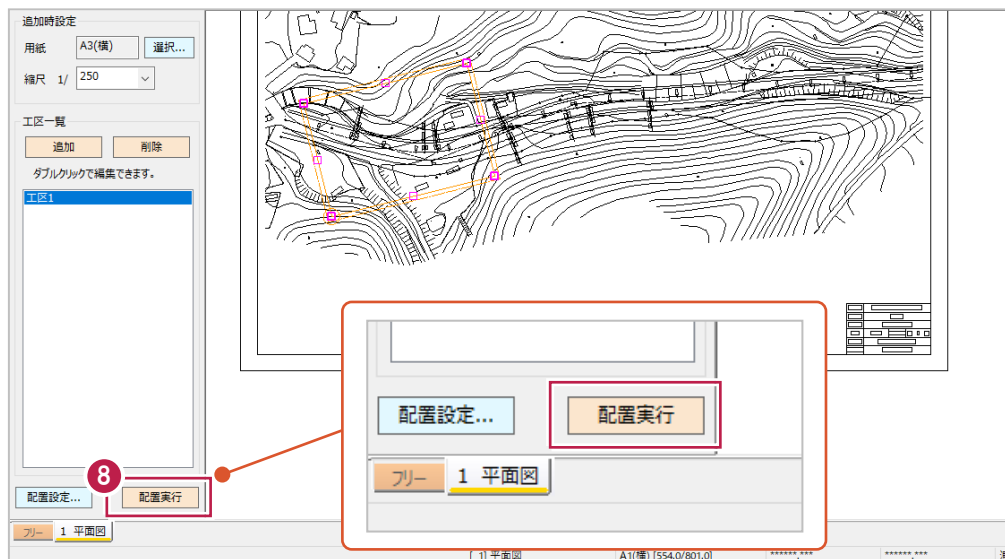 追加時設定
用紙 A3(横) 選択...
縮尺 1/ 250
工区一覧
追加 削除
ダブルクリックで編集できます。
工区1
8
配置設定... 配置実行
フリー 1 平面図
配置設定... 配置実行
フリー 1 平面図
[ 1] 平面図 A1(横) [554.0/801.0] ******.*** ******.***